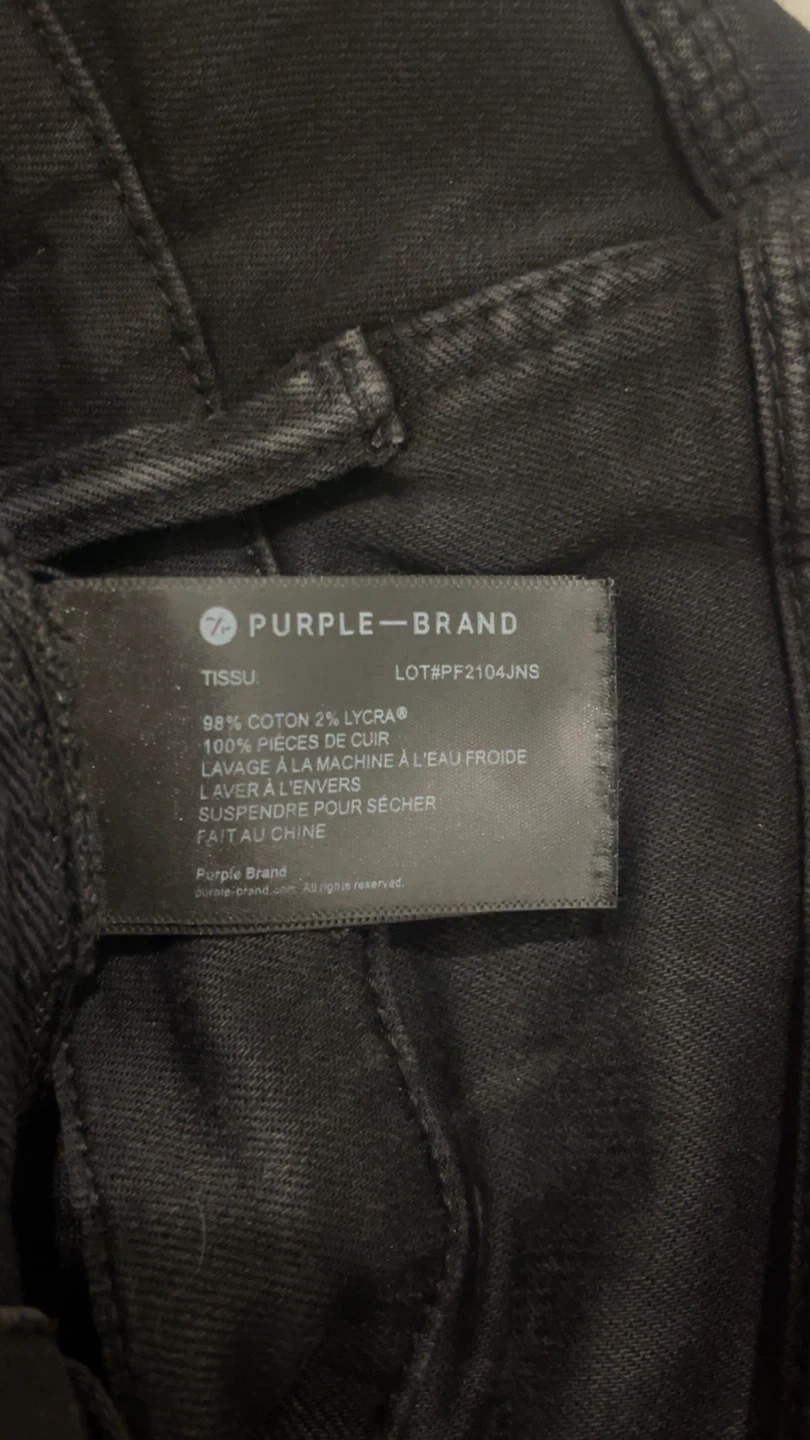 PURPLE—BRAND
TISSU: LOT#PF2104JNS
98% COTON 2% LYCRA®
100% PIÈCES DE CUIR
LAVAGE À LA MACHINE À L'EAU FROIDE
LAVER À L'ENVERS
SUSPENDRE POUR SÉCHER
FAIT AU CHINE
Purple Brand
purple-brand.com All rights reserved.